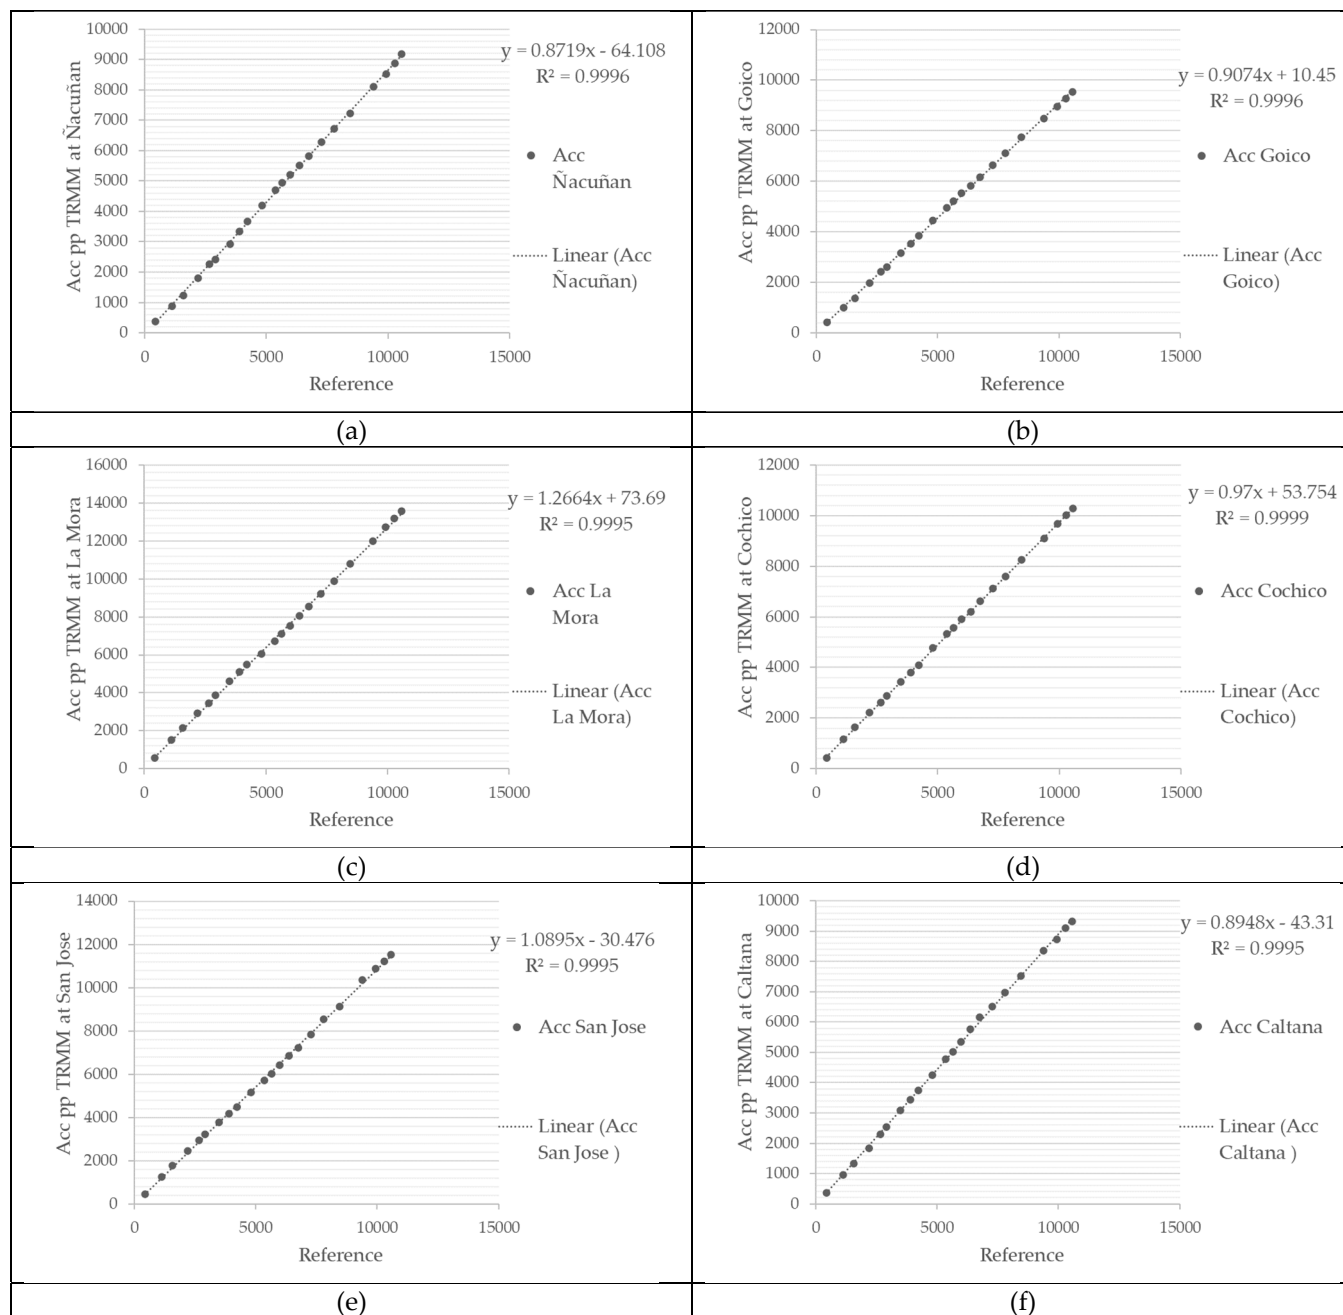 10000
9000
8000
7000
6000
5000
4000
3000
2000
1000
0
0
5000
10000
15000
Acc pp TRMM at Ñacuñan
Reference
y = 0.8719x - 64.108
R² = 0.9996
Acc
Ñacuñan
Linear (Acc
Ñacuñan)
(a)
12000
10000
8000
6000
4000
2000
0
0
5000
10000
15000
Acc pp TRMM at Goico
Reference
y = 0.9074x + 10.45
R² = 0.9996
Acc Goico
Linear (Acc
Goico)
(b)
16000
14000
12000
10000
8000
6000
4000
2000
0
0
5000
10000
15000
Acc pp TRMM at La Mora
Reference
y = 1.2664x + 73.69
R² = 0.9995
Acc La
Mora
Linear (Acc
La Mora)
(c)
12000
10000
8000
6000
4000
2000
0
0
5000
10000
15000
Acc pp TRMM at Cochico
Reference
y = 0.97x + 53.754
R² = 0.9999
Acc Cochico
Linear (Acc
Cochico)
(d)
14000
12000
10000
8000
6000
4000
2000
0
0
5000
10000
15000
Acc pp TRMM at San Jose
Reference
y = 1.0895x - 30.476
R² = 0.9995
Acc San Jose
Linear (Acc
San Jose )
(e)
10000
9000
8000
7000
6000
5000
4000
3000
2000
1000
0
0
5000
10000
15000
Acc pp TRMM at Caltana
Reference
y = 0.8948x - 43.31
R² = 0.9995
Acc Caltana
Linear (Acc
Caltana )
(f)